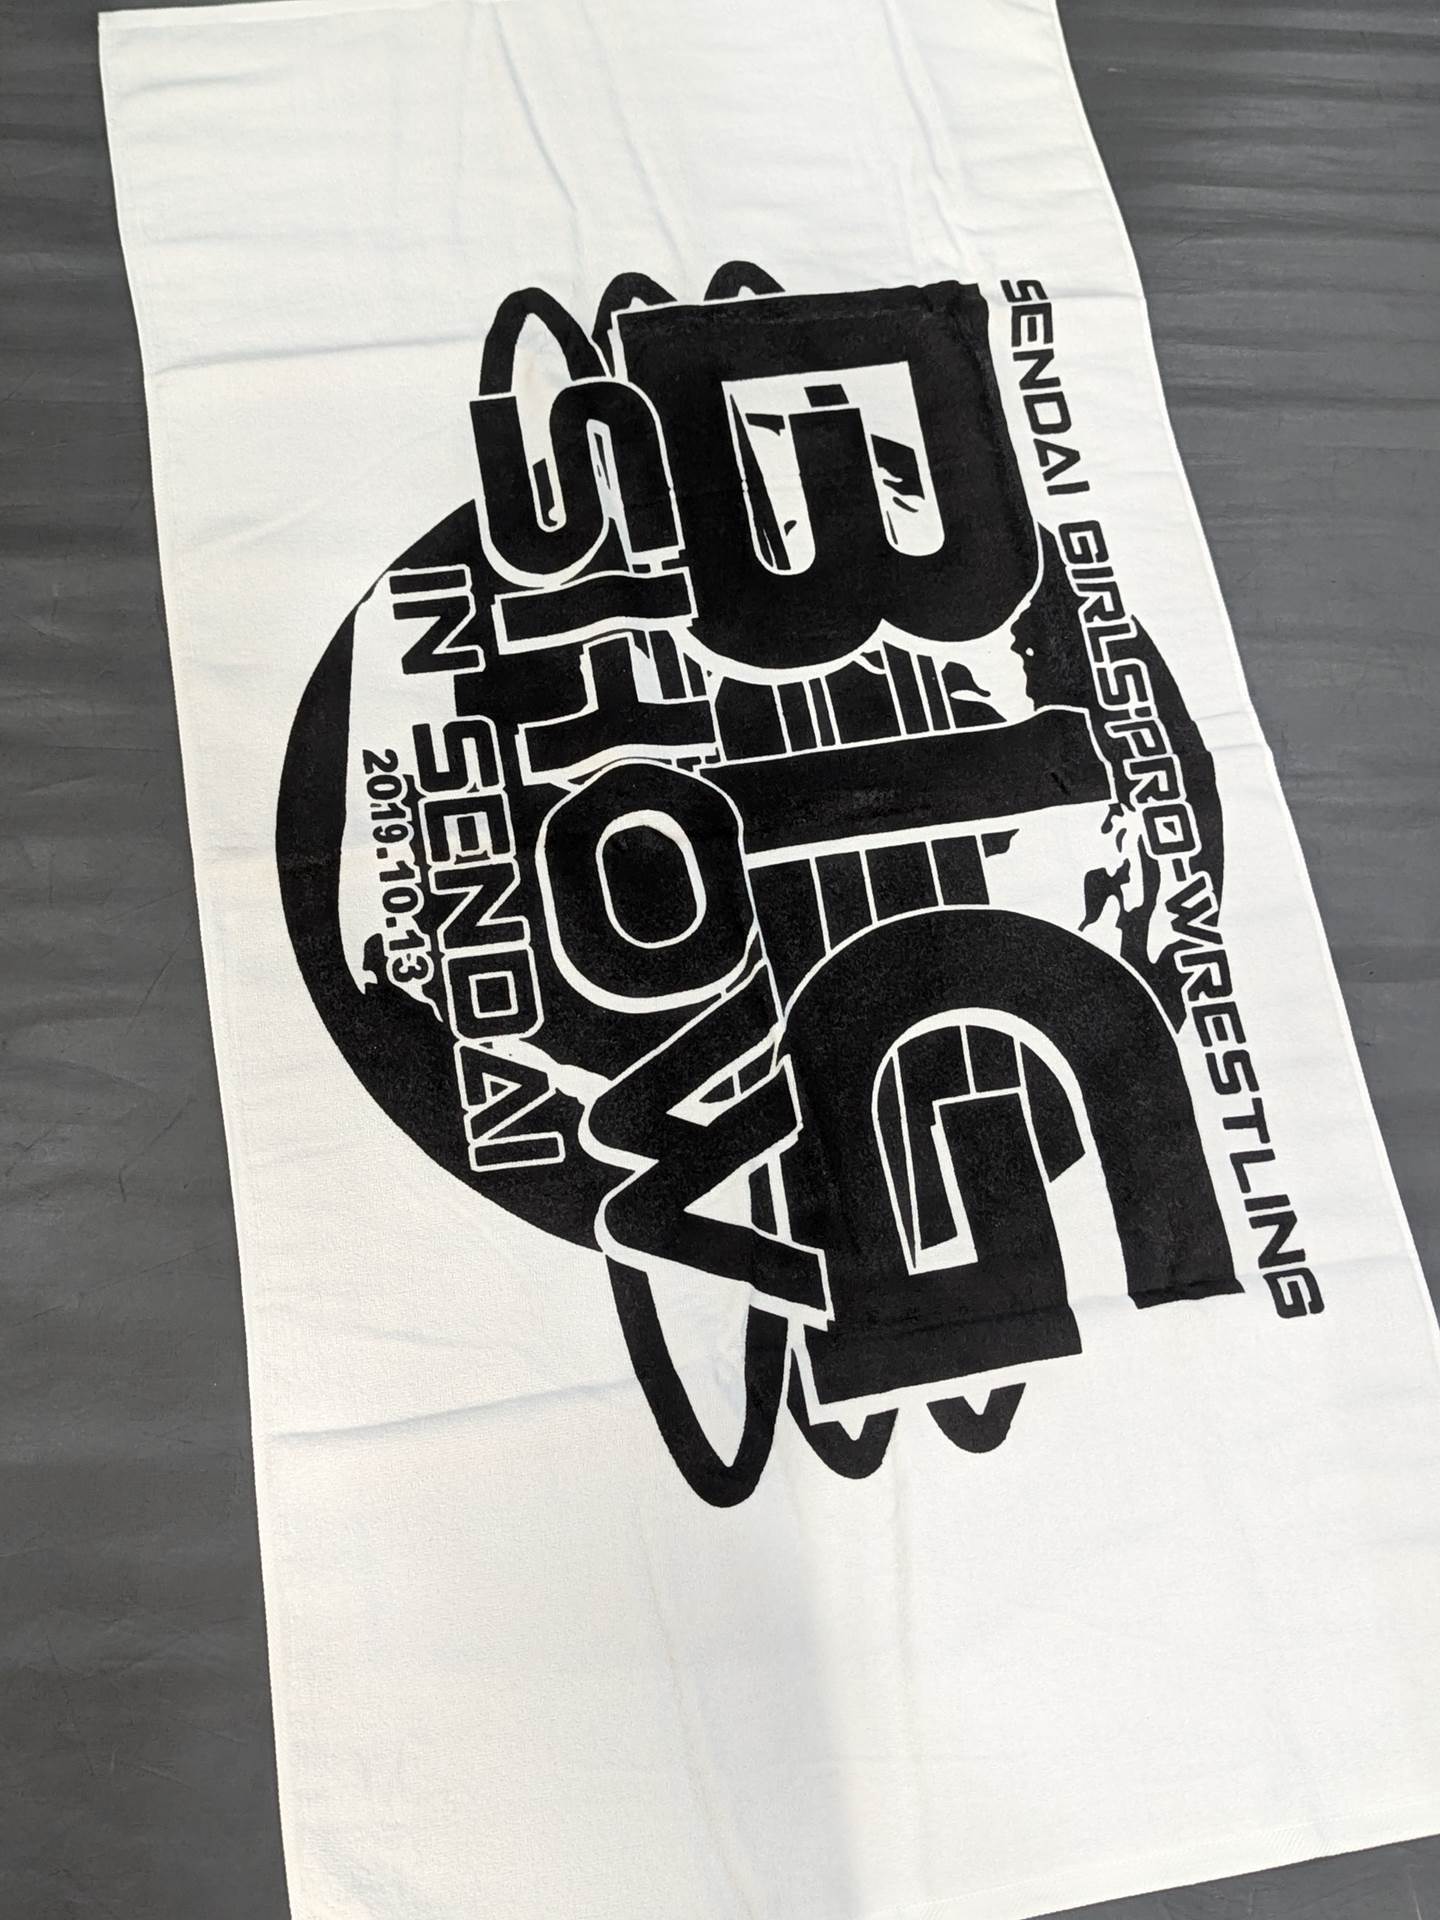 SENDAI GIRLS'PRO-WRESTLING
BIG
SHOW
IN SENDAI
2019.10.13